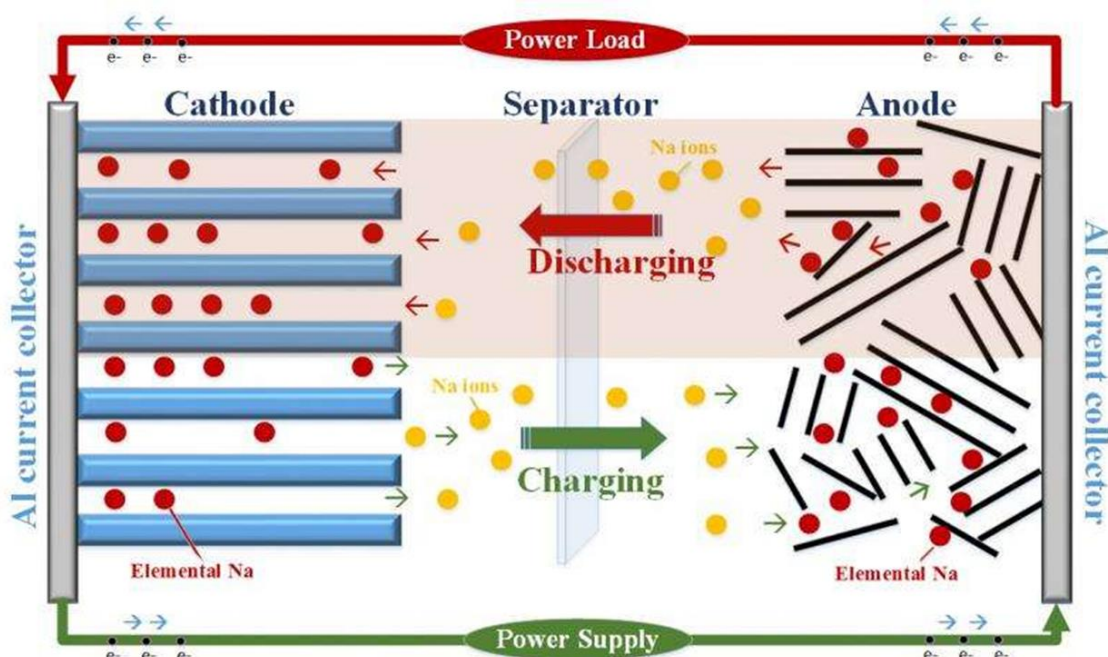 Power Load
e- e- e-
e- e- e-
Cathode
Separator
Anode
Na ions
Discharging
Al current collector
Al current collector
Na ions
Charging
Elemental Na
Elemental Na
Power Supply
e- e- e-
e- e- e-